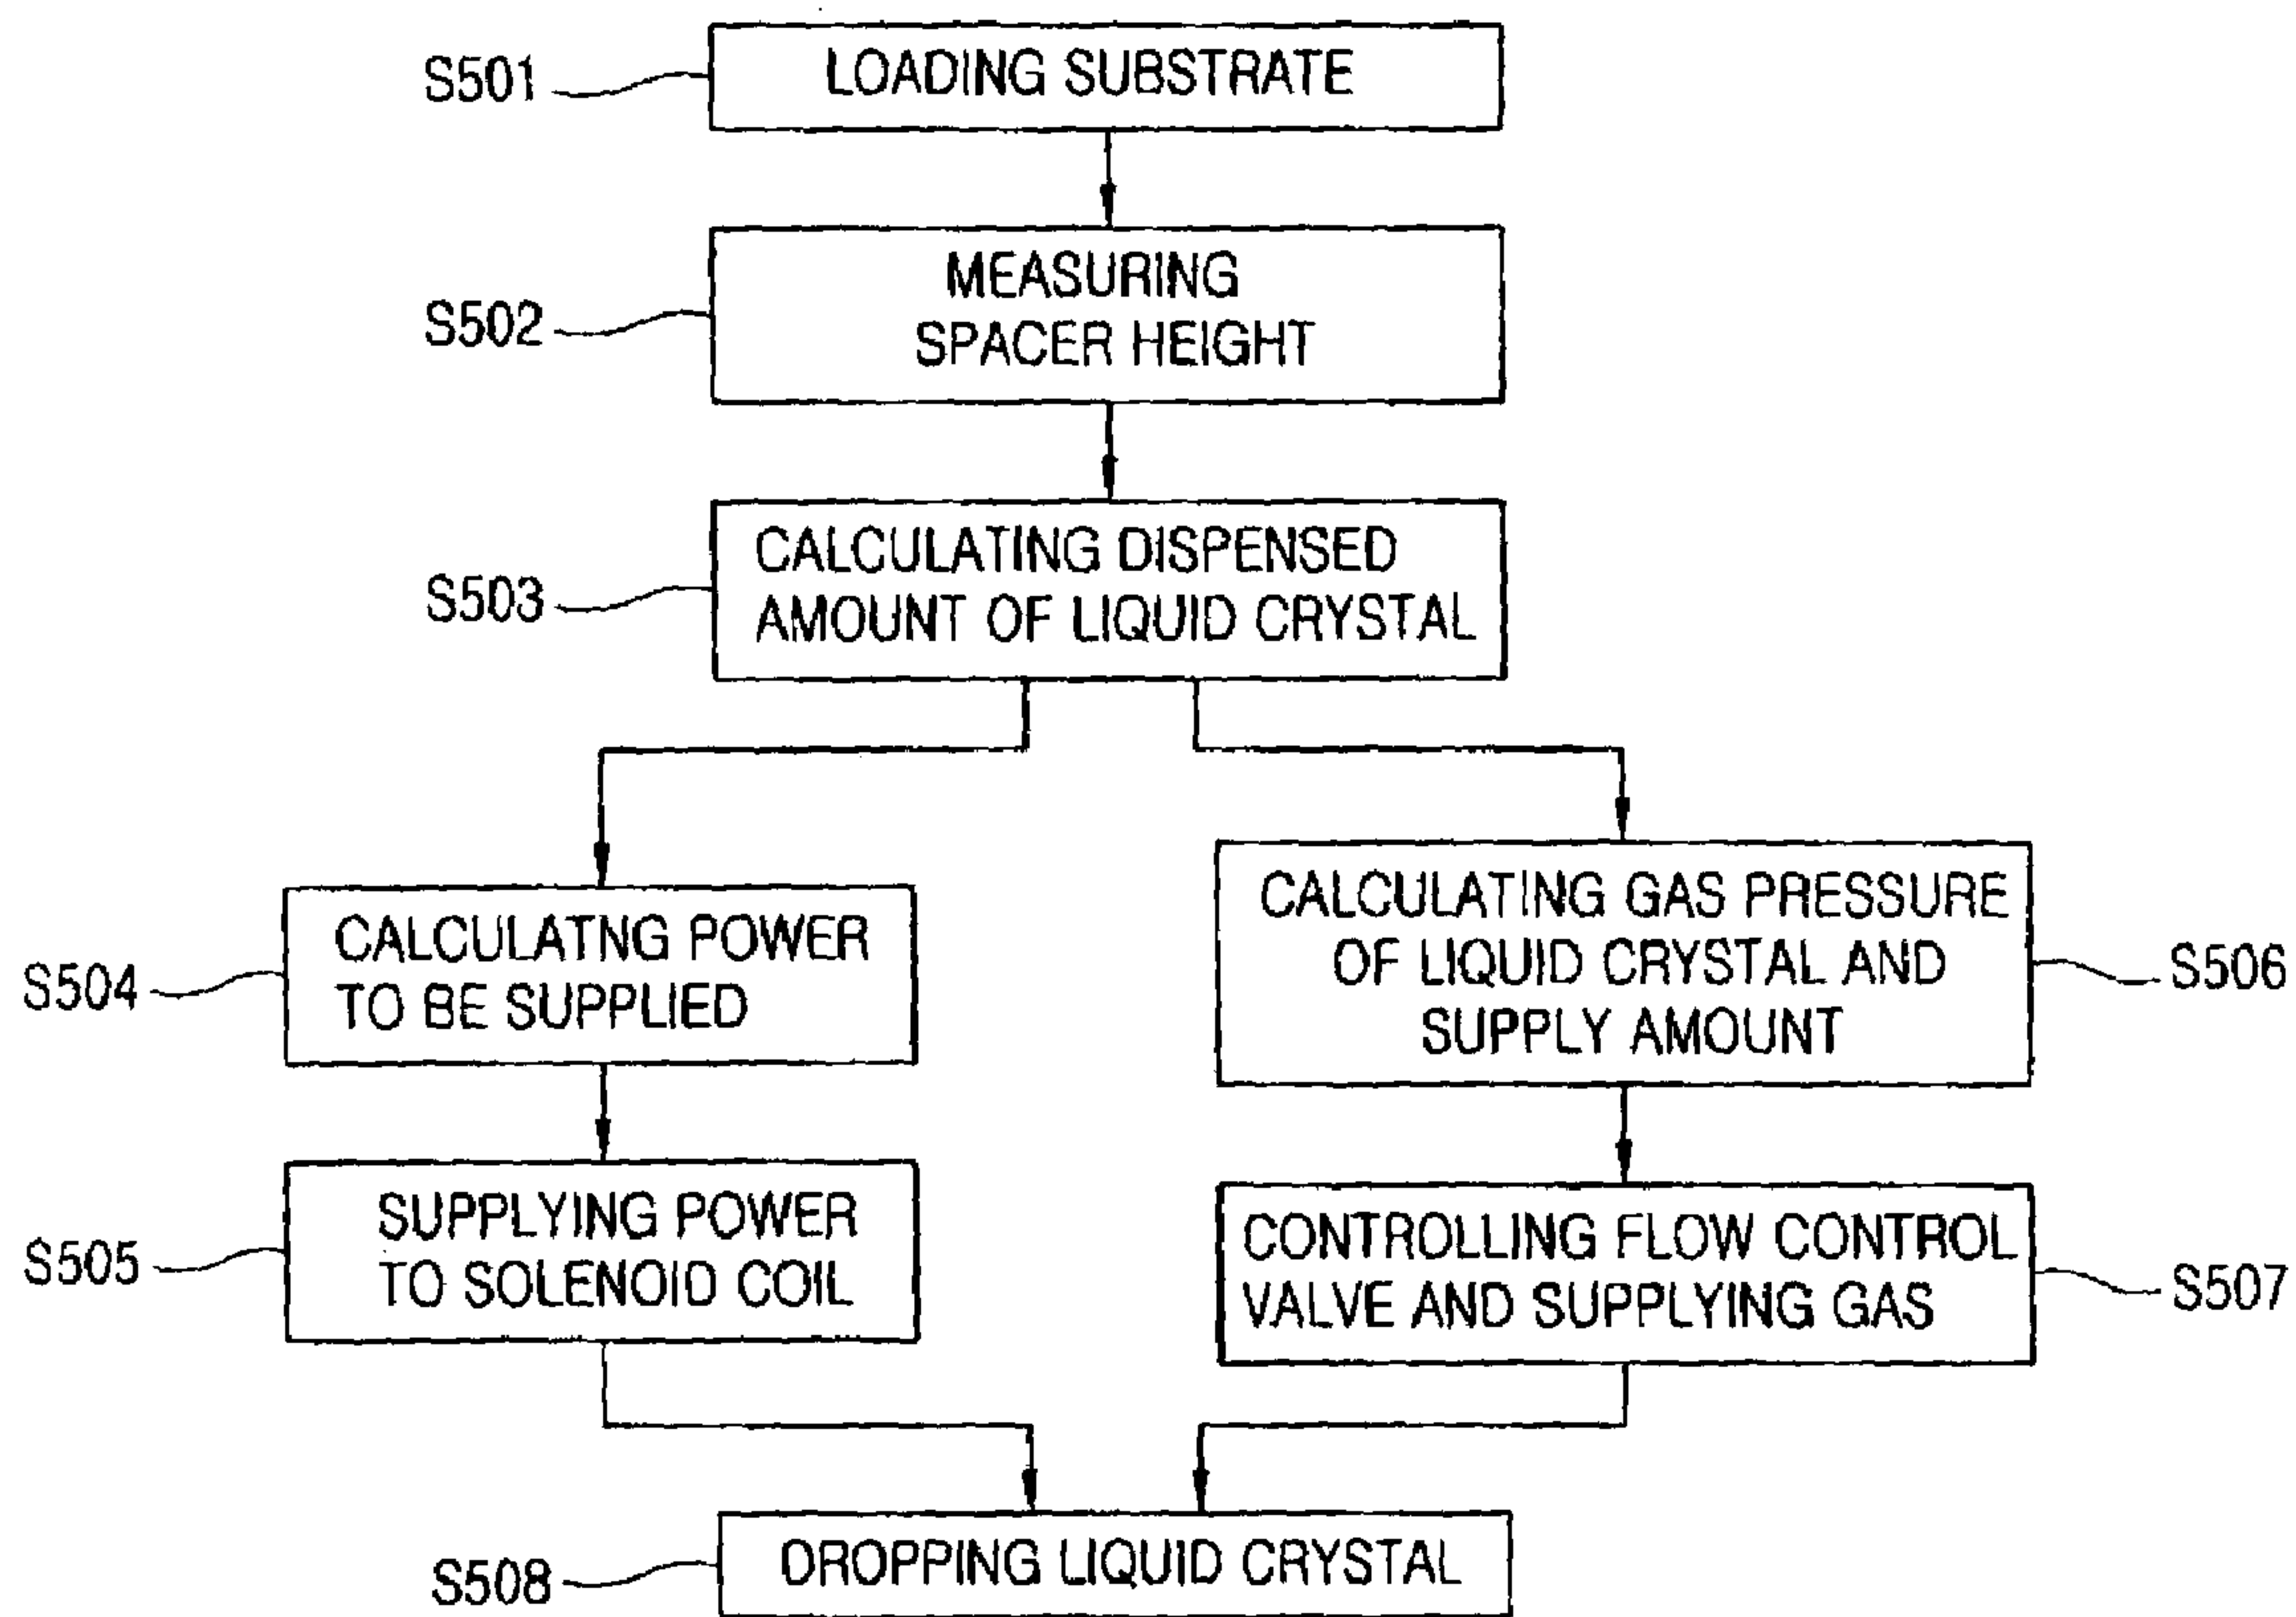 S501
LOADING SUBSTRATE
S502
MEASURING
SPACER HEIGHT
S503
CALCULATING DISPENSED
AMOUNT OF LIQUID CRYSTAL
S504
CALCULATNG POWER
TO BE SUPPLIED
CALCULATING GAS PRESSURE
OF LIQUID CRYSTAL AND
SUPPLY AMOUNT
S506
S505
SUPPLYING POWER
TO SOLENOID COIL
CONTROLLING FLOW CONTROL
VALVE AND SUPPLYING GAS
S507
S508
DROPPING LIQUID CRYSTAL